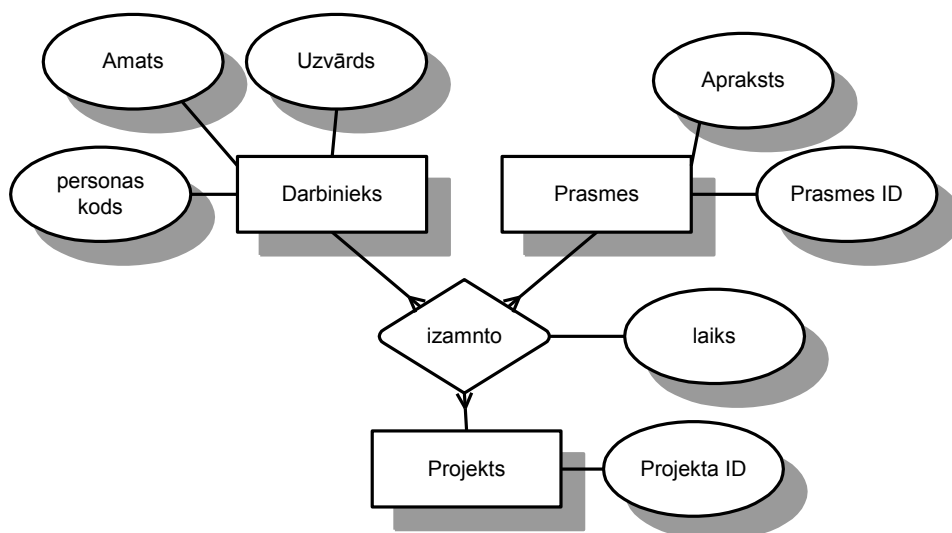 Amats
Uzvārds
Apraksts
personas
kods
Darbinieks
Prasmes
Prasmes ID
izamnto
laiks
Projekts
Projekta ID